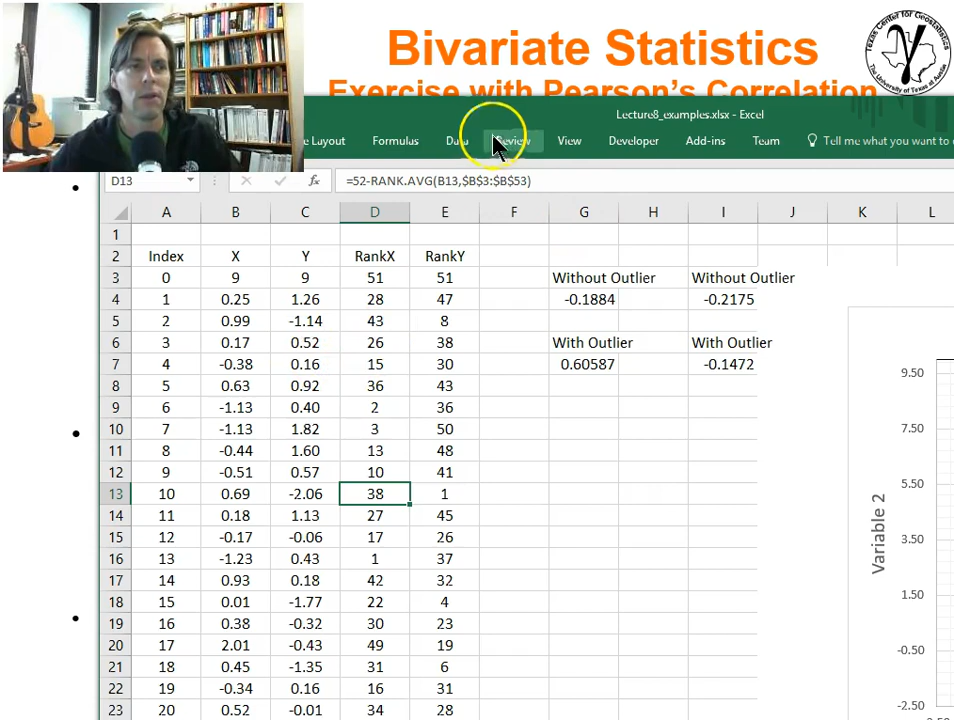 Bivariate Statistics
Exercise with Pearson's Correlation
Texas Center for Geostatistics
The University of Texas at Austin
Lecture8_examples.xlsx - Excel
e Layout Formulas Data Review View Developer Add-ins Team Tell me what you want to
D13 fx =52-RANK.AVG(B13,$B$3:$B$53)
A B C D E F G H I J K L
1
2 Index X Y RankX RankY
3 0 9 9 51 51 Without Outlier Without Outlier
4 1 0.25 1.26 28 47 -0.1884 -0.2175
5 2 0.99 -1.14 43 8
6 3 0.17 0.52 26 38 With Outlier With Outlier
7 4 -0.38 0.16 15 30 0.60587 -0.1472
8 5 0.63 0.92 36 43
9 6 -1.13 0.40 2 36
10 7 -1.13 1.82 3 50
11 8 -0.44 1.60 13 48
12 9 -0.51 0.57 10 41
13 10 0.69 -2.06 38 1
14 11 0.18 1.13 27 45
15 12 -0.17 -0.06 17 26
16 13 -1.23 0.43 1 37
17 14 0.93 0.18 42 32
18 15 0.01 -1.77 22 4
19 16 0.38 -0.32 30 23
20 17 2.01 -0.43 49 19
21 18 0.45 -1.35 31 6
22 19 -0.34 0.16 16 31
23 20 0.52 -0.01 34 28
9.50
7.50
5.50
3.50
1.50
-0.50
-2.50
Variable 2